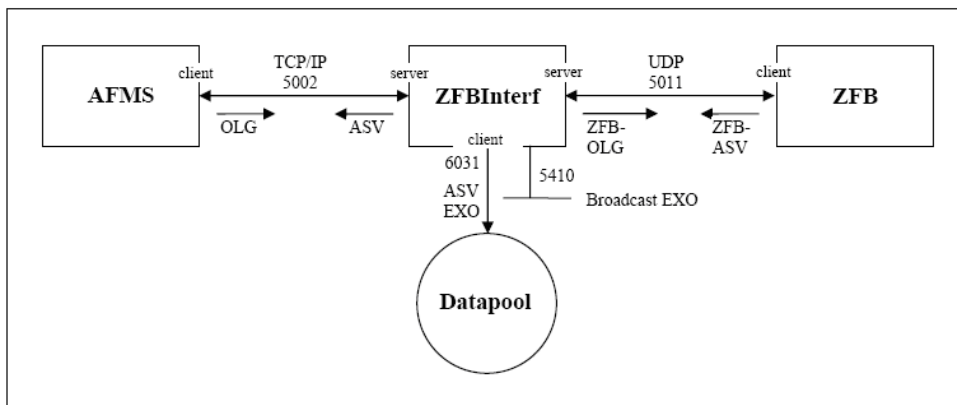 TCP/IP
5002
UDP
5011
client
server
server
client
AFMS
ZFBInterf
ZFB
OLG
ASV
client
ZFB-
OLG
ZFB-
ASV
6031
5410
ASV
EXO
Broadcast EXO
Datapool